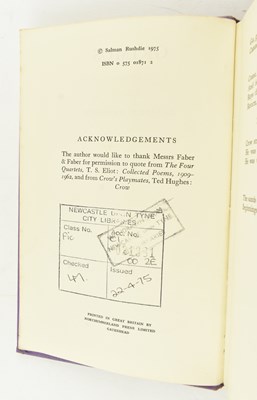 © Salman Rushdie 1975
ISBN 0 575 01871 2
ACKNOWLEDGEMENTS
The author would like to thank Messrs Faber
& Faber for permission to quote from The Four
Quartets, T. S. Eliot: Collected Poems, 1909-
1962, and from Crow's Playmates, Ted Hughes:
Crow
NEWCASTLE UPON TYNE
CITY LIBRARIES
Class No.
Acc. No.
Fic
Checked
Issued
22-4-75
PRINTED IN GREAT BRITAIN BY
NORTHUMBERLAND PRESS LIMITED
GATESHEAD